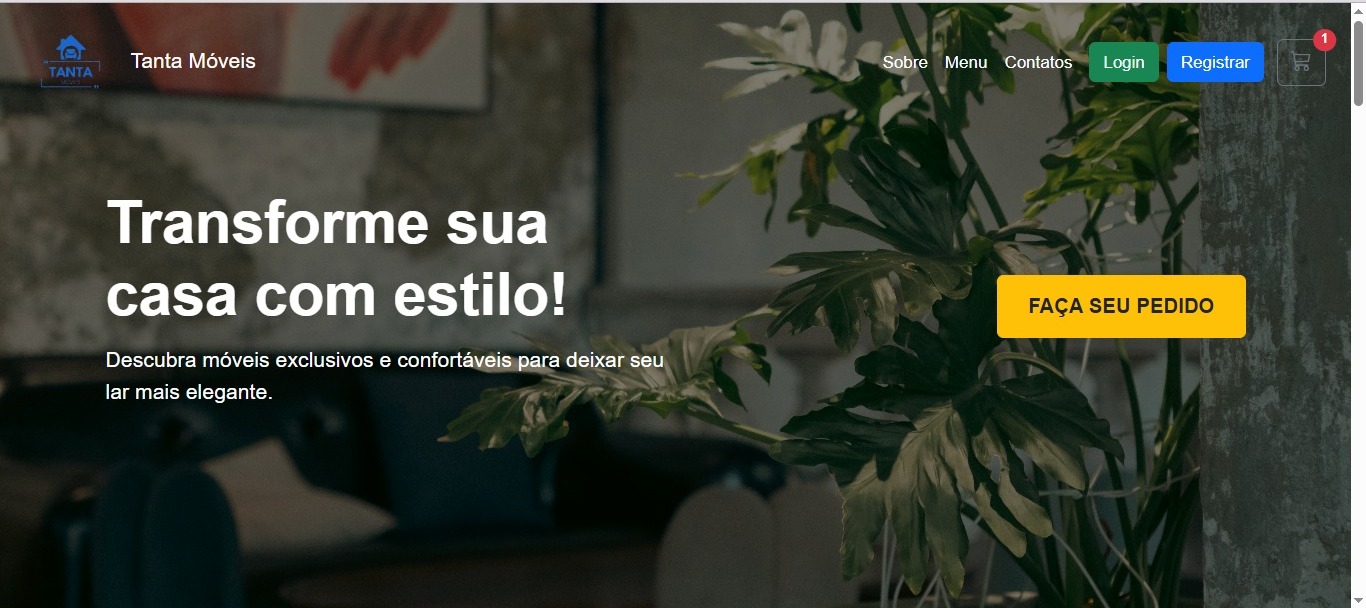 TANTA
Tanta Móveis
Sobre
Menu
Contatos
Login
Registrar
1
Transforme sua
casa com estilo!
Descubra móveis exclusivos e confortáveis para deixar seu
lar mais elegante.
FAÇA SEU PEDIDO